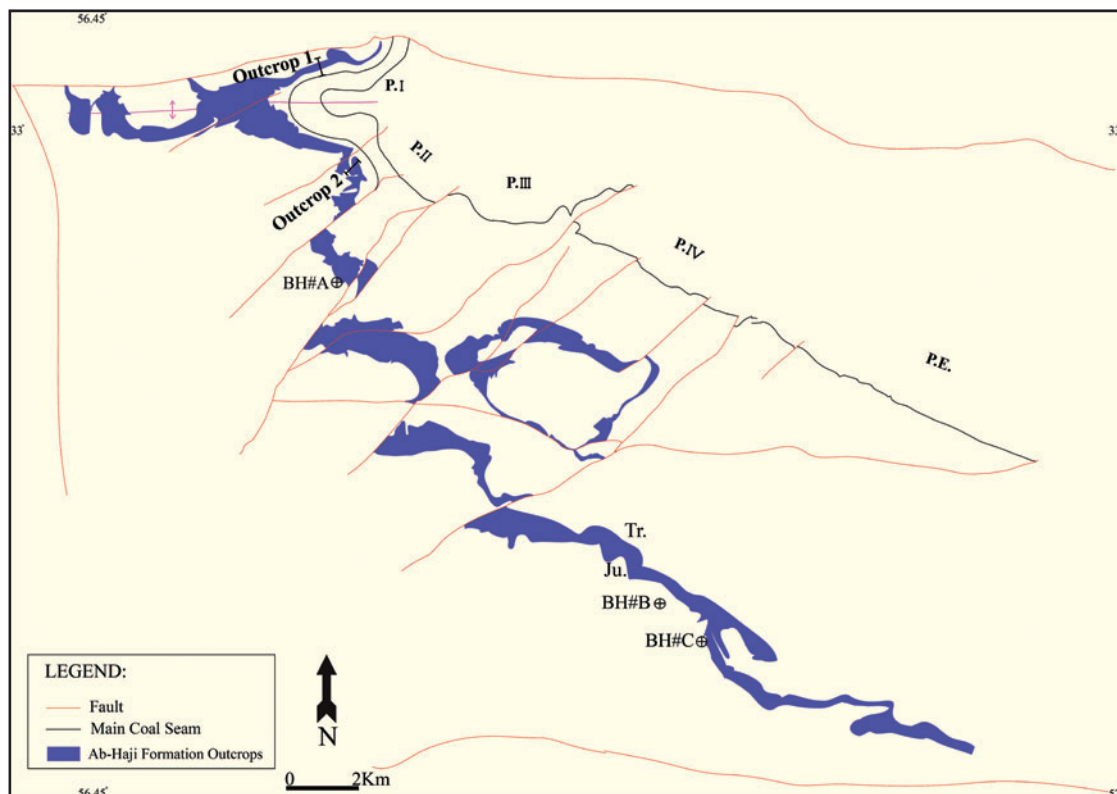 56.45
Outcrop 1
P.I
33°
33
P.II
Outcrop 2
P.III
P.IV
BH#A
P.E.
Tr.
Ju.
BH#B
BH#C
LEGEND:
Fault
Main Coal Seam
Ab-Haji Formation Outcrops
N
0 2Km
56.45